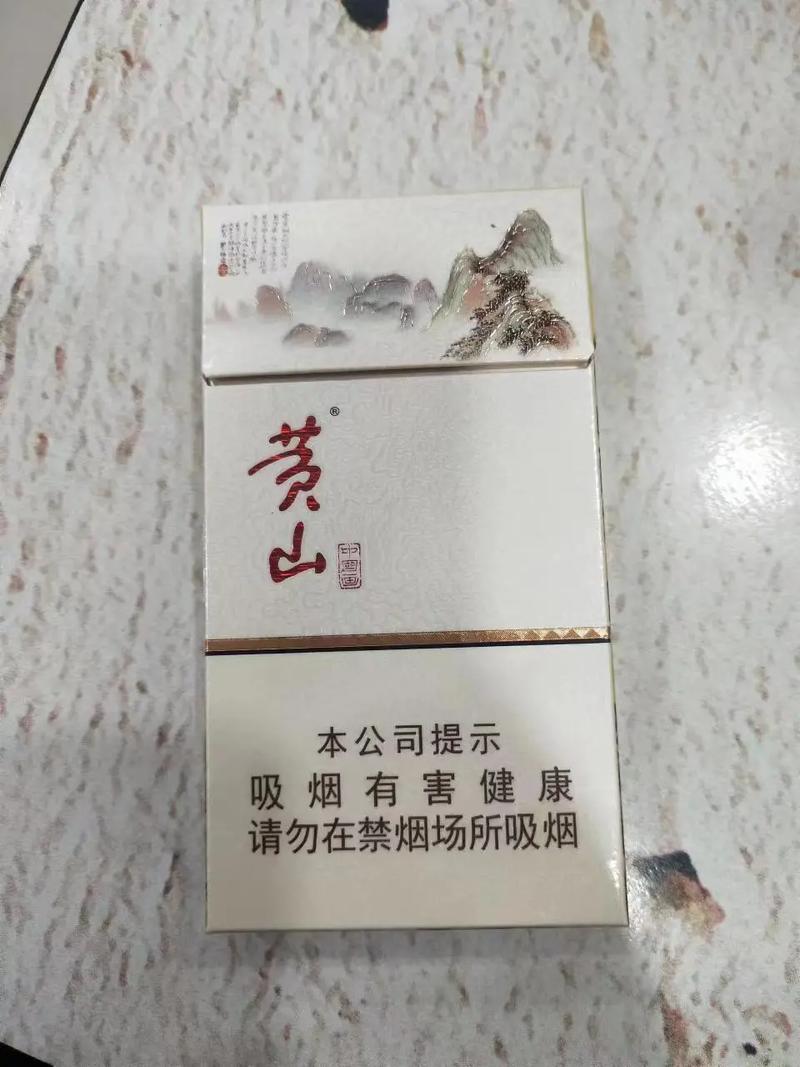 黄山®
中国画
本公司提示
吸烟有害健康
请勿在禁烟场所吸烟